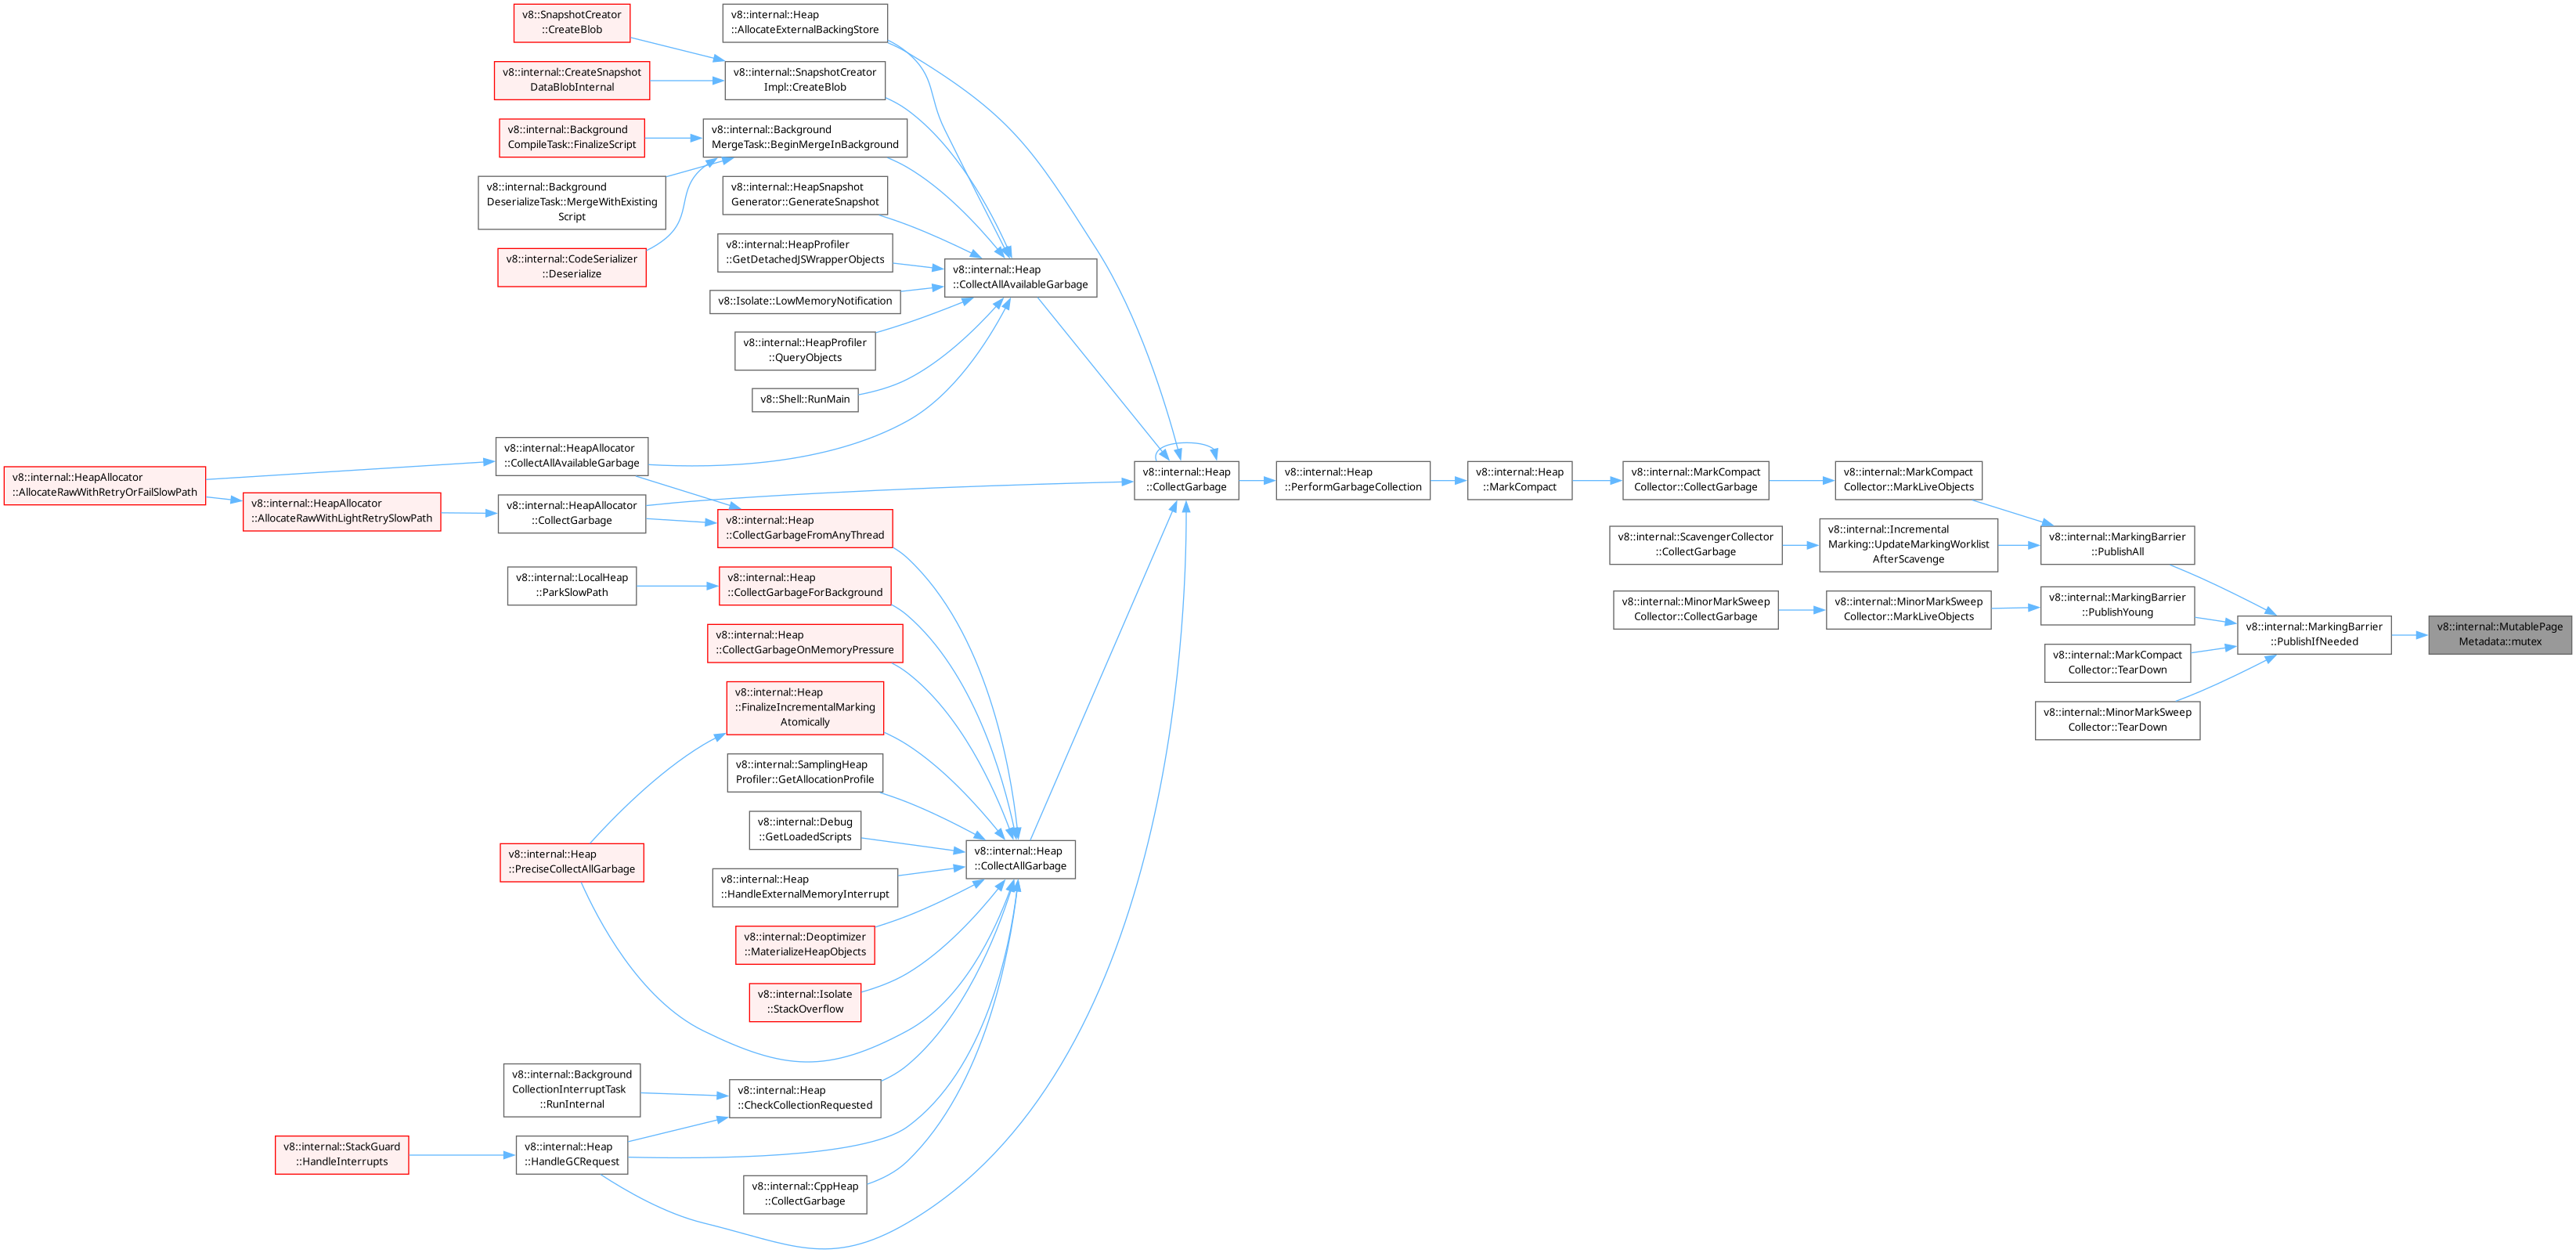 v8::SnapshotCreator
::CreateBlob
v8::internal::Heap
::AllocateExternalBackingStore
v8::internal::CreateSnapshot
DataBlobInternal
v8::internal::SnapshotCreator
Impl::CreateBlob
v8::internal::Background
CompileTask::FinalizeScript
v8::internal::Background
MergeTask::BeginMergeInBackground
v8::internal::Background
DeserializeTask::MergeWithExisting
Script
v8::internal::HeapSnapshot
Generator::GenerateSnapshot
v8::internal::CodeSerializer
::Deserialize
v8::internal::HeapProfiler
::GetDetachedJSWrapperObjects
v8::internal::Heap
::CollectAllAvailableGarbage
v8::Isolate::LowMemoryNotification
v8::internal::HeapProfiler
::QueryObjects
v8::Shell::RunMain
v8::internal::HeapAllocator
::AllocateRawWithRetryOrFailSlowPath
v8::internal::HeapAllocator
::CollectAllAvailableGarbage
v8::internal::HeapAllocator
::AllocateRawWithLightRetrySlowPath
v8::internal::HeapAllocator
::CollectGarbage
v8::internal::Heap
::CollectGarbageFromAnyThread
v8::internal::Heap
::CollectGarbage
v8::internal::Heap
::PerformGarbageCollection
v8::internal::Heap
::MarkCompact
v8::internal::MarkCompact
Collector::CollectGarbage
v8::internal::MarkCompact
Collector::MarkLiveObjects
v8::internal::ScavengerCollector
::CollectGarbage
v8::internal::Incremental
Marking::UpdateMarkingWorklist
AfterScavenge
v8::internal::MarkingBarrier
::PublishAll
v8::internal::LocalHeap
::ParkSlowPath
v8::internal::Heap
::CollectGarbageForBackground
v8::internal::MinorMarkSweep
Collector::CollectGarbage
v8::internal::MinorMarkSweep
Collector::MarkLiveObjects
v8::internal::MarkingBarrier
::PublishYoung
v8::internal::MarkingBarrier
::PublishIfNeeded
v8::internal::MutablePage
Metadata::mutex
v8::internal::Heap
::CollectGarbageOnMemoryPressure
v8::internal::MarkCompact
Collector::TearDown
v8::internal::Heap
::FinalizeIncrementalMarking
Atomically
v8::internal::MinorMarkSweep
Collector::TearDown
v8::internal::SamplingHeap
Profiler::GetAllocationProfile
v8::internal::Debug
::GetLoadedScripts
v8::internal::Heap
::PreciseCollectAllGarbage
v8::internal::Heap
::CollectAllGarbage
v8::internal::Heap
::HandleExternalMemoryInterrupt
v8::internal::Deoptimizer
::MaterializeHeapObjects
v8::internal::Isolate
::StackOverflow
v8::internal::Background
CollectionInterruptTask
::RunInternal
v8::internal::Heap
::CheckCollectionRequested
v8::internal::StackGuard
::HandleInterrupts
v8::internal::Heap
::HandleGCRequest
v8::internal::CppHeap
::CollectGarbage